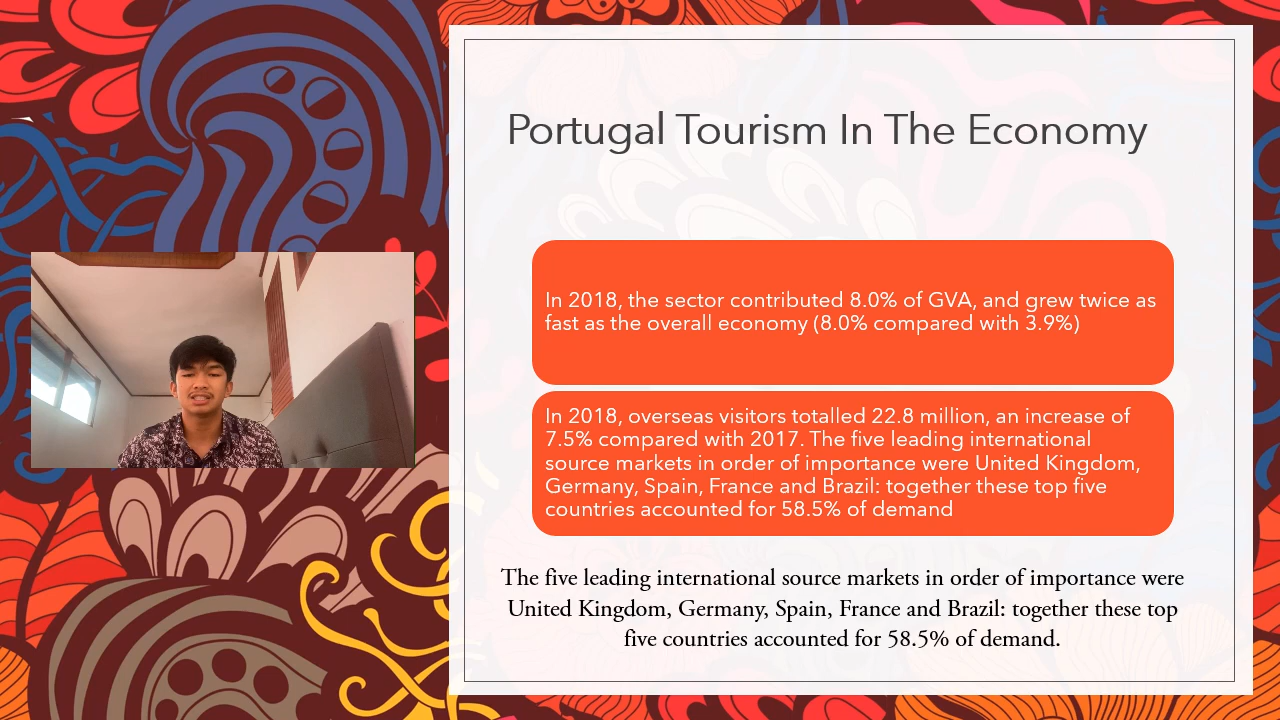 Portugal Tourism In The Economy
In 2018, the sector contributed 8.0% of GVA, and grew twice as
fast as the overall economy (8.0% compared with 3.9%)
In 2018, overseas visitors totalled 22.8 million, an increase of
7.5% compared with 2017. The five leading international
source markets in order of importance were United Kingdom,
Germany, Spain, France and Brazil: together these top five
countries accounted for 58.5% of demand
The five leading international source markets in order of importance were
United Kingdom, Germany, Spain, France and Brazil: together these top
five countries accounted for 58.5% of demand.